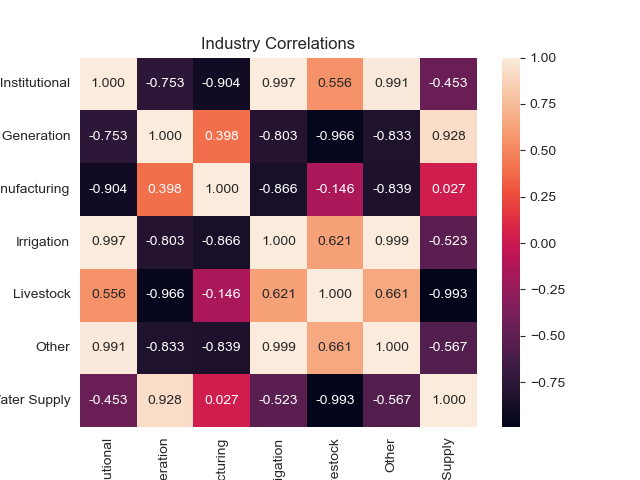 Industry Correlations
Institutional 1.000 -0.753 -0.904 0.997 0.556 0.991 -0.453
Generation -0.753 1.000 0.398 -0.803 -0.966 -0.833 0.928
nufacturing -0.904 0.398 1.000 -0.866 -0.146 -0.839 0.027
Irrigation 0.997 -0.803 -0.866 1.000 0.621 0.999 -0.523
Livestock 0.556 -0.966 -0.146 0.621 1.000 0.661 -0.993
Other 0.991 -0.833 -0.839 0.999 0.661 1.000 -0.567
ater Supply -0.453 0.928 0.027 -0.523 -0.993 -0.567 1.000
utional
eration
cturing
igation
estock
Other
Supply
1.00
0.75
0.50
0.25
0.00
−0.25
−0.50
−0.75